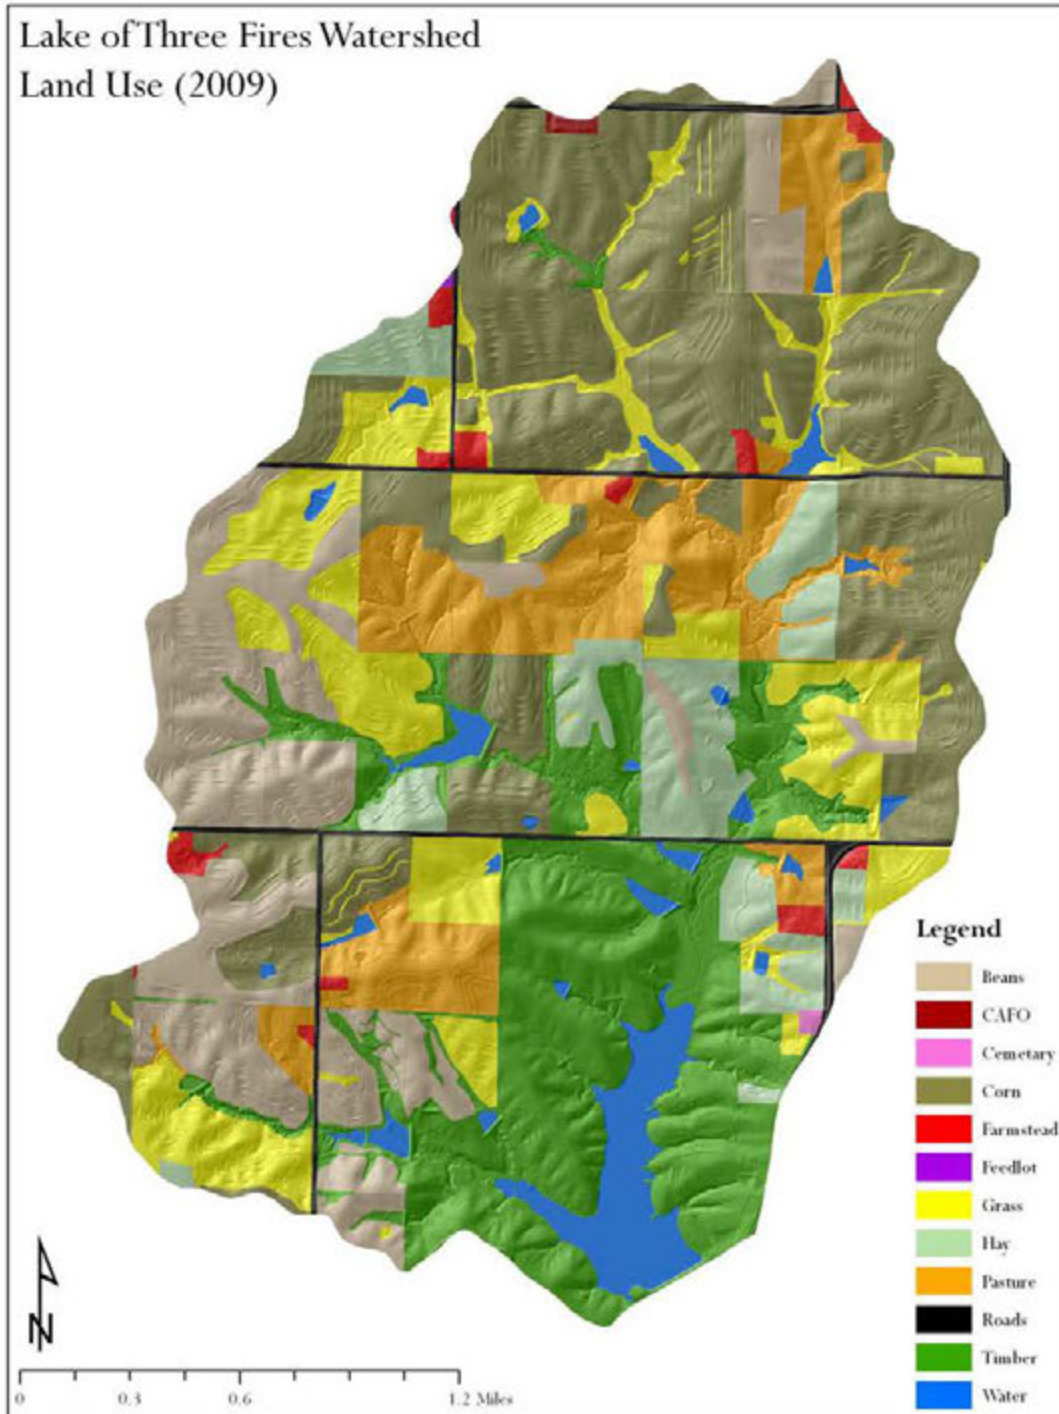 Lake of Three Fires Watershed
Land Use (2009)
Legend
Beans
CAFO
Cemetary
Corn
Farmstead
Feedlot
Grass
Hay
Pasture
Roads
Timber
Water
N
0 0.3 0.6 1.2 Miles